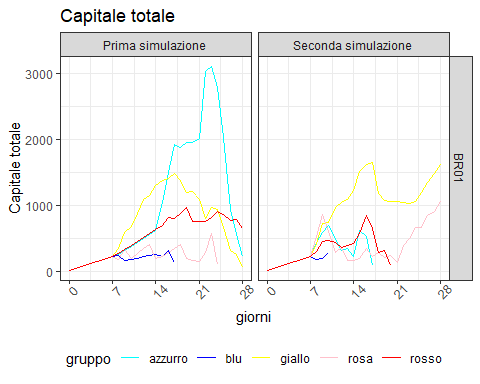 Capitale totale
Prima simulazione
Seconda simulazione
3000
2000
1000
0
Capitale totale
BR01
0 7 14 21 28
0 7 14 21 28
giorni
gruppo azzurro blu giallo rosa rosso